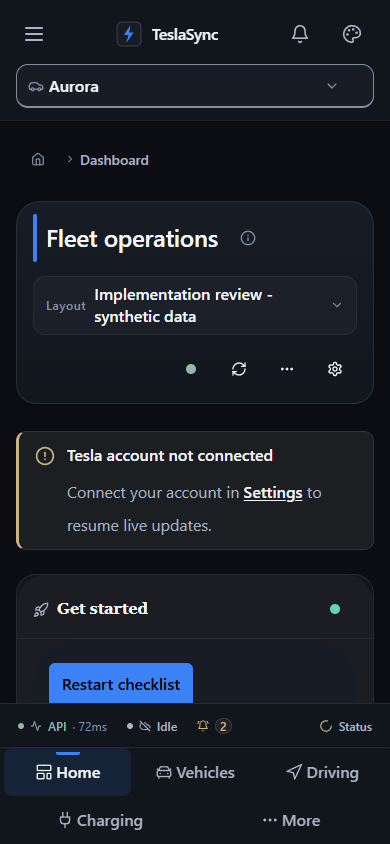 TeslaSync
Aurora
Dashboard
Fleet operations
Layout
Implementation review -
synthetic data
Tesla account not connected
Connect your account in Settings to
resume live updates.
Get started
Restart checklist
API · 72ms
Idle
2
Status
Home
Vehicles
Driving
Charging
More